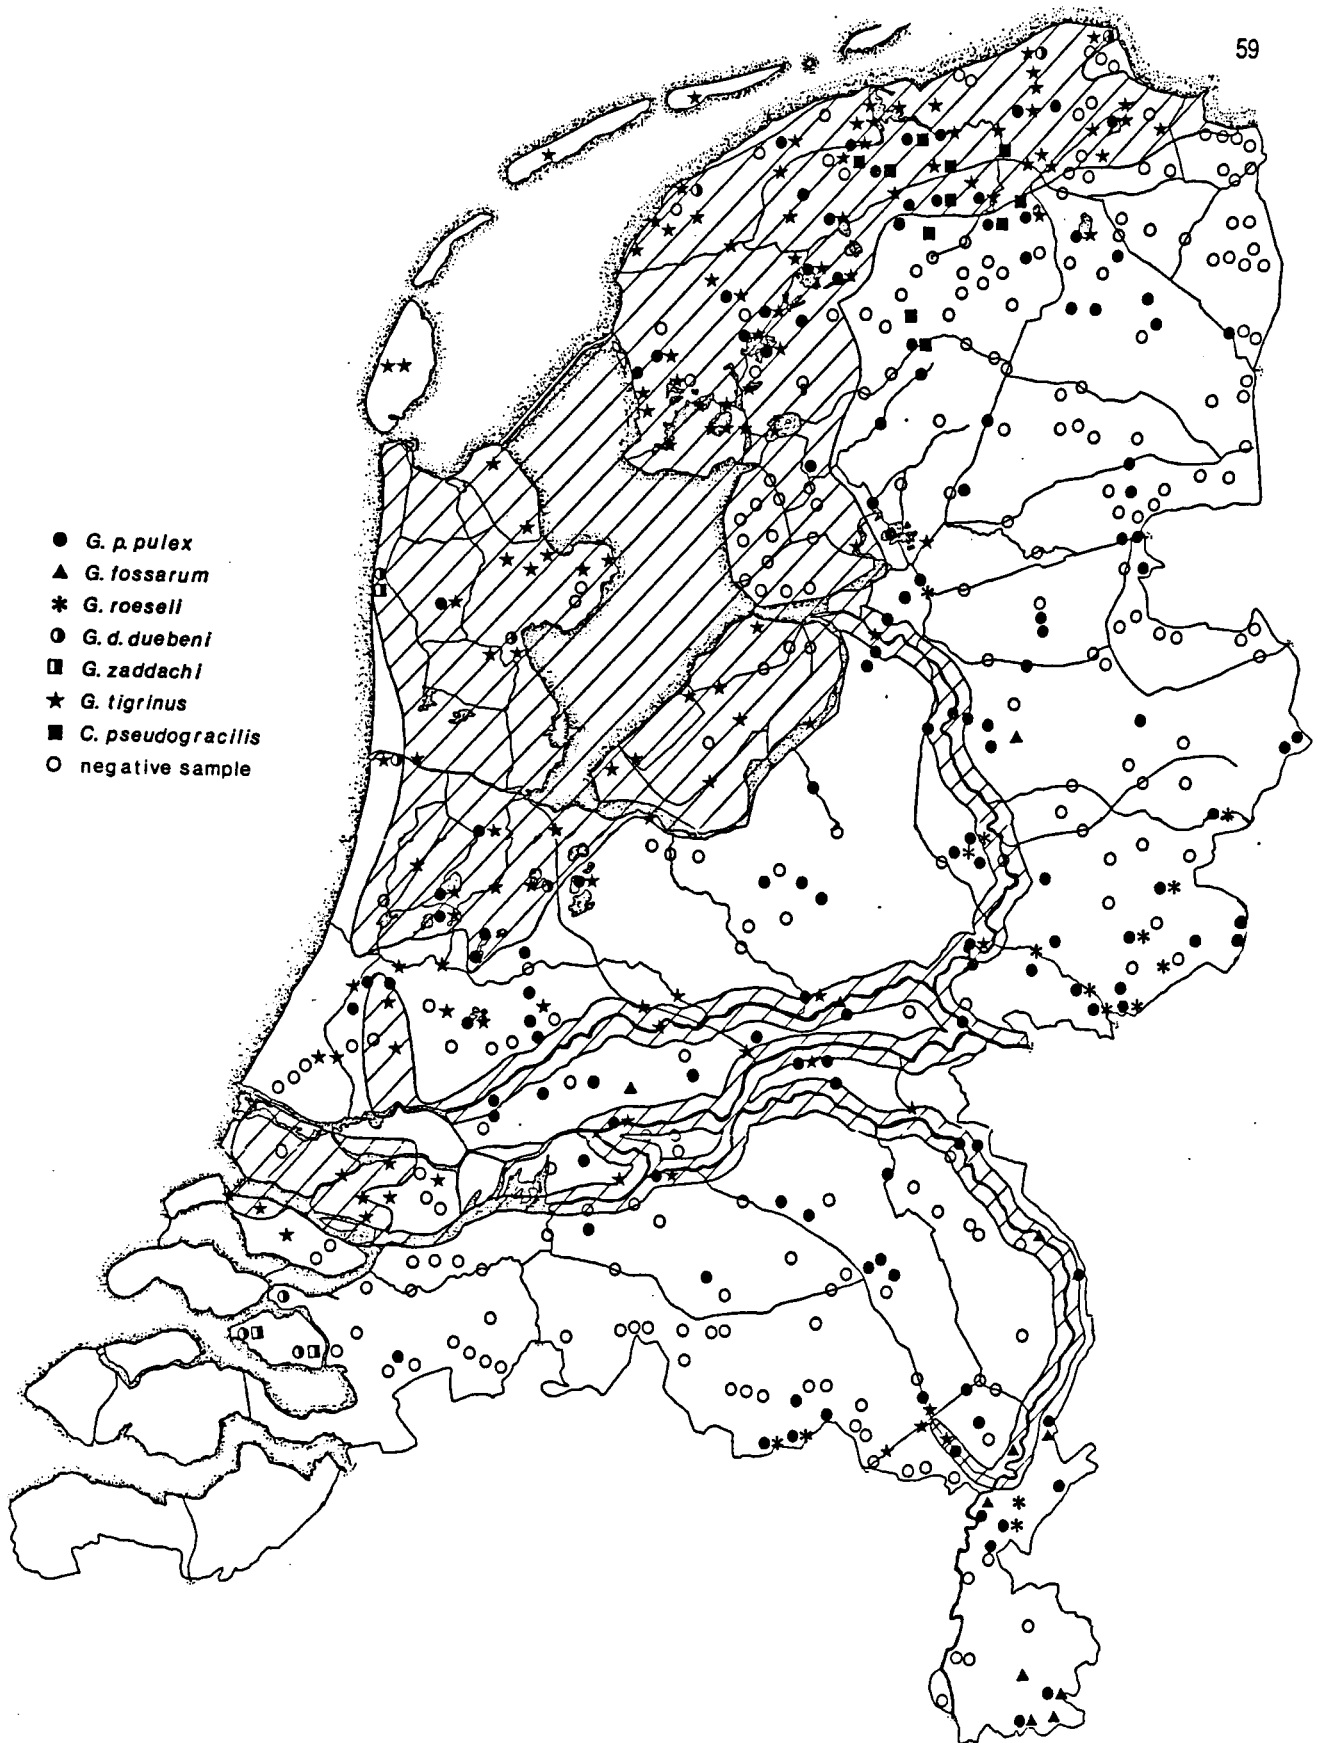 59
G. p. pulex
G. fossarum
G. roeseli
G. d. duebeni
G. zaddachi
G. tigrinus
C. pseudogracilis
negative sample